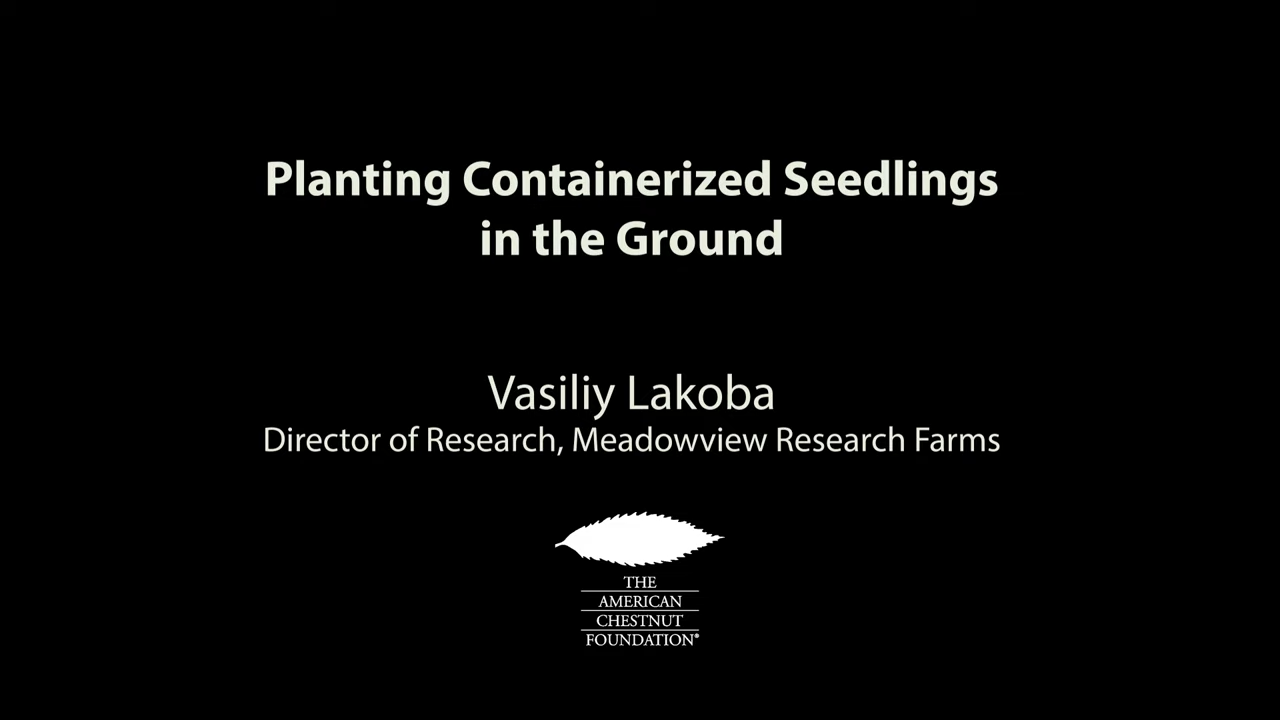 Planting Containerized Seedlings
in the Ground
Vasiliy Lakoba
Director of Research, Meadowview Research Farms
THE
AMERICAN
CHESTNUT
FOUNDATION®